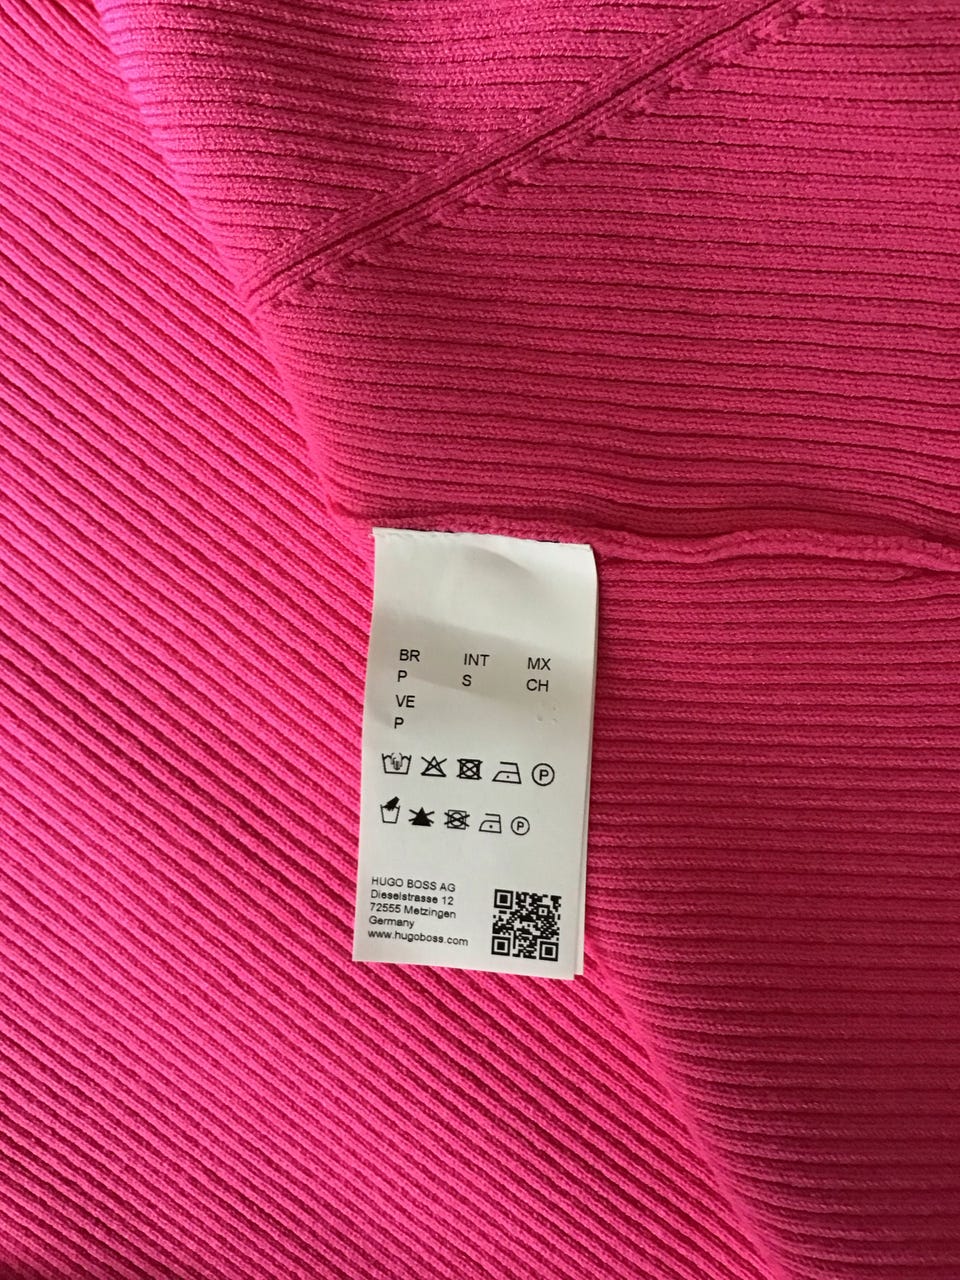 BR INT MX
P S CH
VE
P
P
P
HUGO BOSS AG
Dieselstrasse 12
72555 Metzingen
Germany
www.hugoboss.com